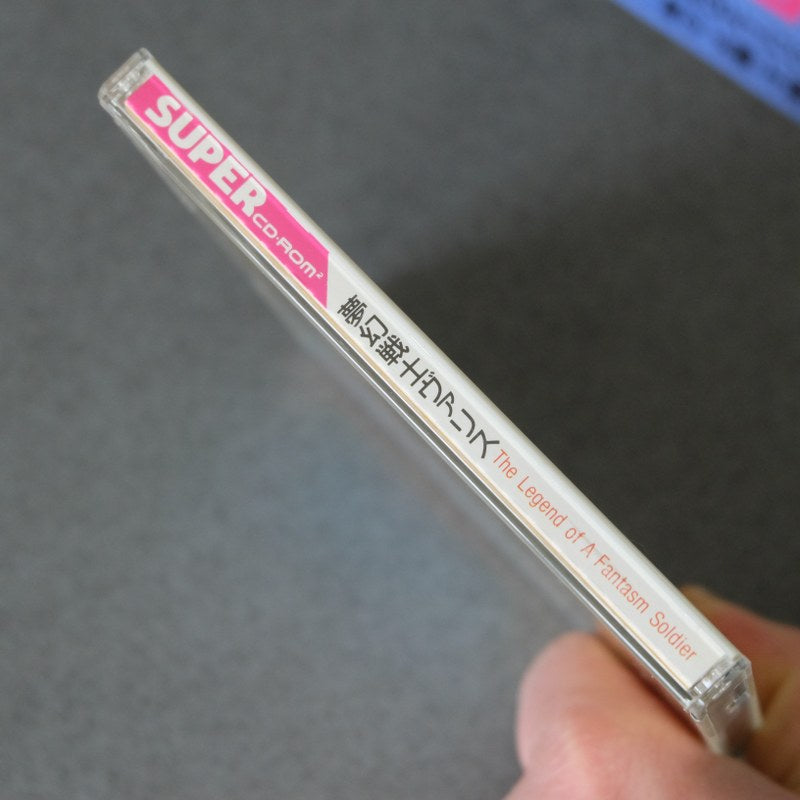 SUPER CD-ROM²
夢幻戦士ヴァリス The Legend of A Fantasm Soldier